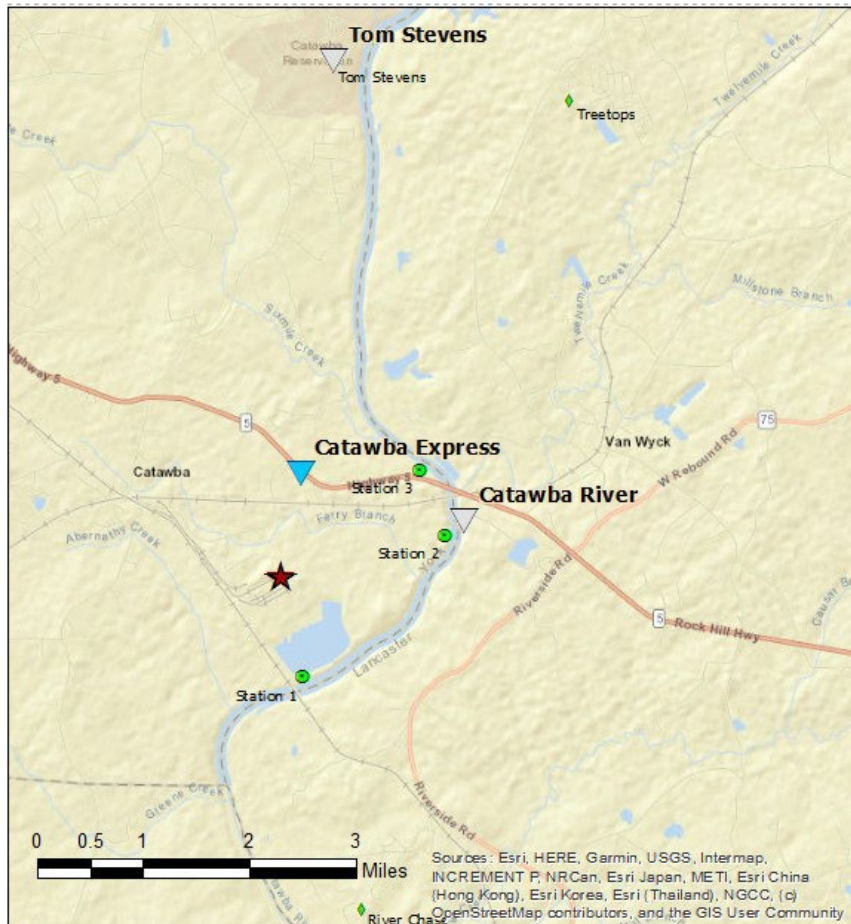 Tom Stevens
Catawba
Reservation
Tom Stevens
Twelvemile Creek
Treetops
Creek
Twelvemile Creek
Millstone Branch
Sixmile Creek
Highway 5
75
5
Catawba Express
Van Wyck
W Rebound Rd
Catawba
Highway 5
Station 3
Catawba River
Ferry Branch
Abernathy Creek
Station 2
York
Riverside Rd
5
Rock Hill Hwy
Lancaster
Station 1
Greene Creek
Riverside Rd
0 0.5 1 2 3
Miles
River Chase
Sources: Esri, HERE, Garmin, USGS, Intermap,
INCREMENT P, NRCan, Esri Japan, METI, Esri China
(Hong Kong), Esri Korea, Esri (Thailand), NGCC, (c)
OpenStreetMap contributors, and the GIS User Community